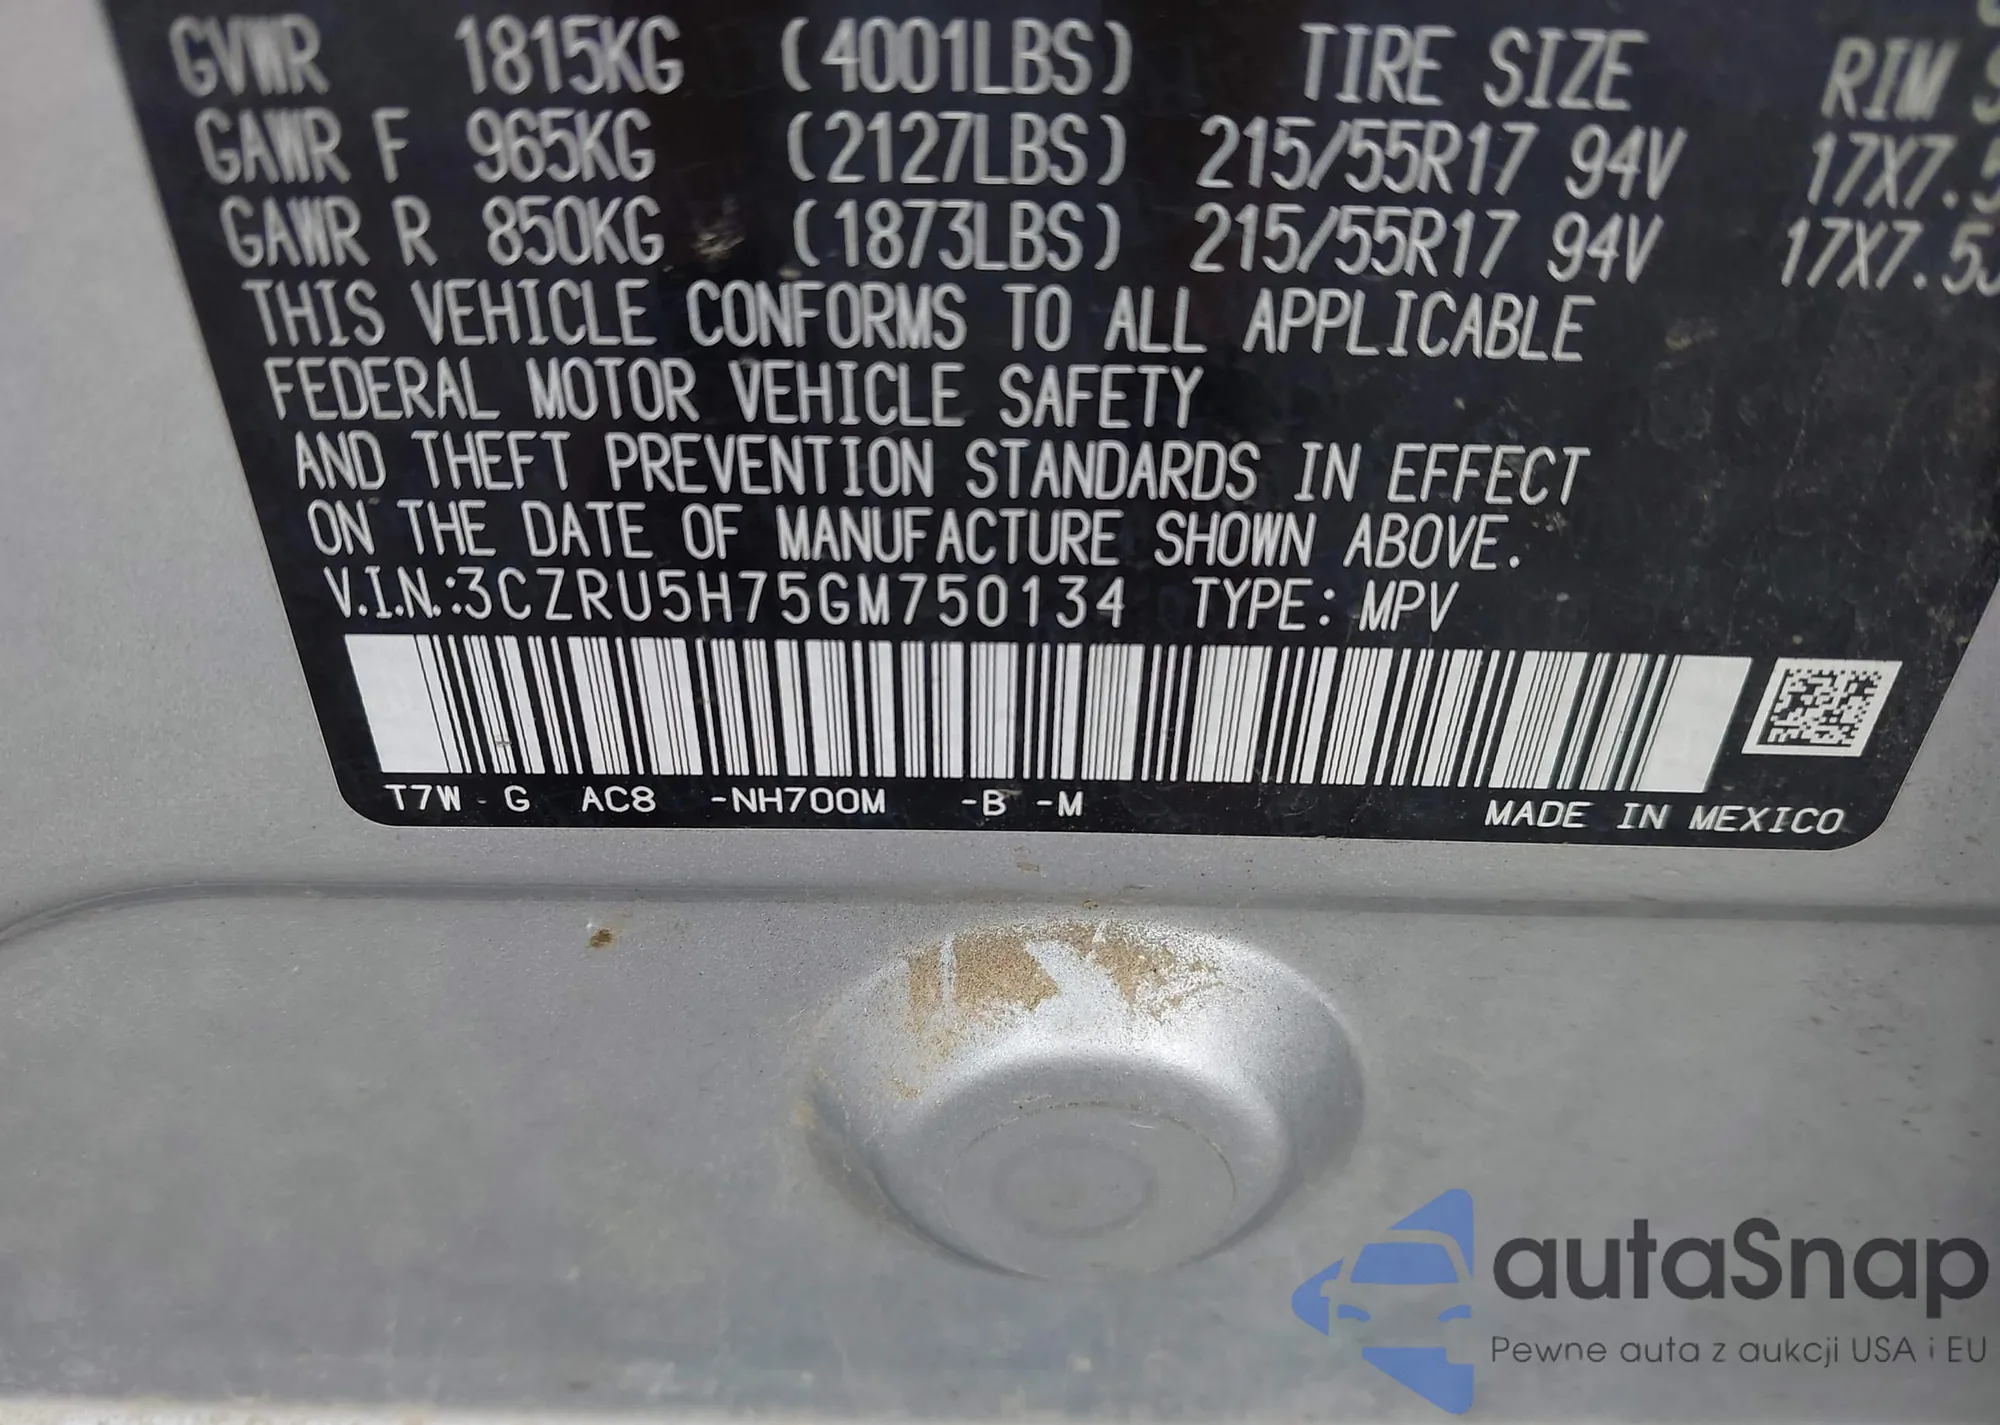 GVWR 1815KG (4001LBS) TIRE SIZE RIM
GAWR F 965KG (2127LBS) 215/55R17 94V 17X7.5
GAWR R 850KG (1873LBS) 215/55R17 94V 17X7.5J
THIS VEHICLE CONFORMS TO ALL APPLICABLE
FEDERAL MOTOR VEHICLE SAFETY
AND THEFT PREVENTION STANDARDS IN EFFECT
ON THE DATE OF MANUFACTURE SHOWN ABOVE.
V.I.N.:3CZRU5H75GM750134 TYPE: MPV
T7W - G AC8 -NH700M -B -M MADE IN MEXICO
autaSnap
Pewne auta z aukcji USA i EU